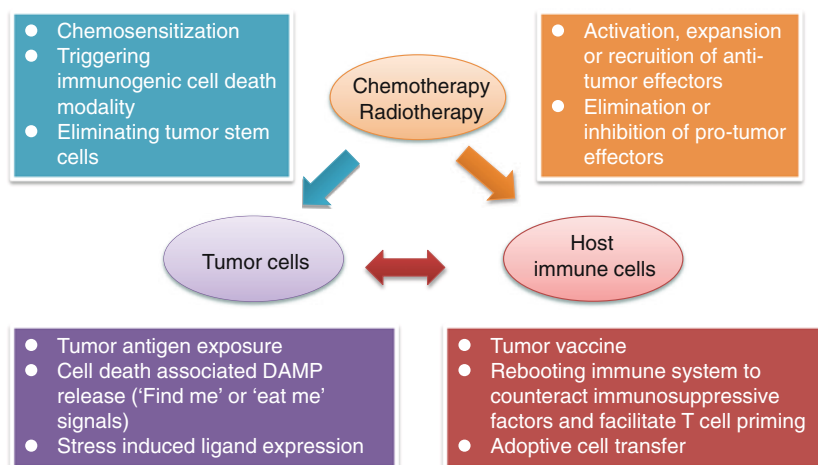 ● Chemosensitization
● Triggering
immunogenic cell death
modality
● Eliminating tumor stem
cells
Chemotherapy
Radiotherapy
● Activation, expansion
or recruitment of anti-
tumor effectors
● Elimination or
inhibition of pro-tumor
effectors
Tumor cells
Host
immune cells
● Tumor antigen exposure
● Cell death associated DAMP
release (‘Find me’ or ‘eat me’
signals)
● Stress induced ligand expression
● Tumor vaccine
● Rebooting immune system to
counteract immunosuppressive
factors and facilitate T cell priming
● Adoptive cell transfer